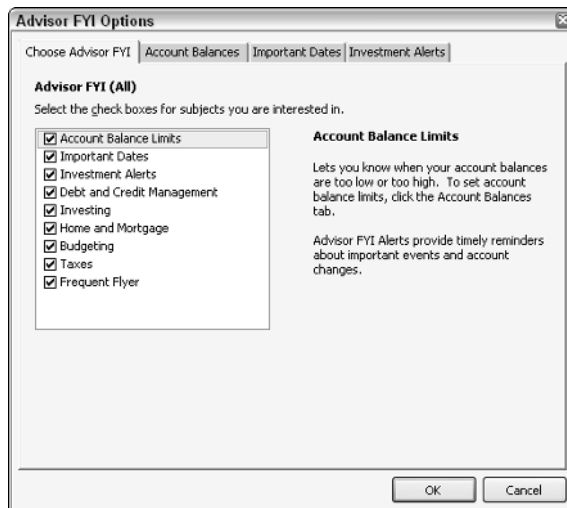 Advisor FYI Options
Choose Advisor FYI Account Balances Important Dates Investment Alerts
Advisor FYI (All)
Select the check boxes for subjects you are interested in.
Account Balance Limits
Important Dates
Investment Alerts
Debt and Credit Management
Investing
Home and Mortgage
Budgeting
Taxes
Frequent Flyer
Account Balance Limits
Lets you know when your account balances
are too low or too high. To set account
balance limits, click the Account Balances
tab.
Advisor FYI Alerts provide timely reminders
about important events and account
changes.
OK Cancel